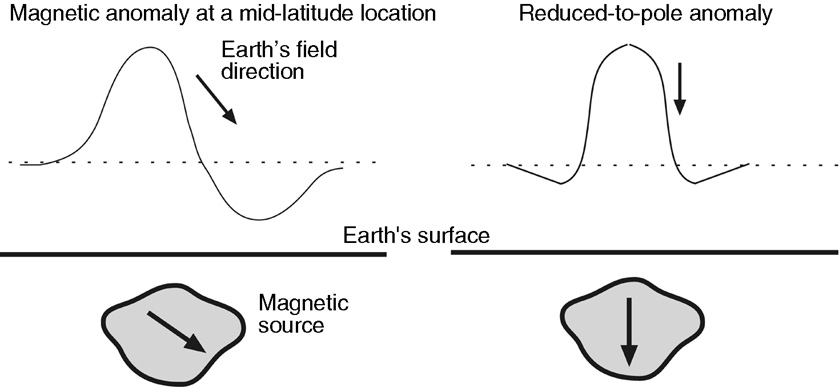 Magnetic anomaly at a mid-latitude location
Reduced-to-pole anomaly
Earth’s field
direction
Earth's surface
Magnetic
source